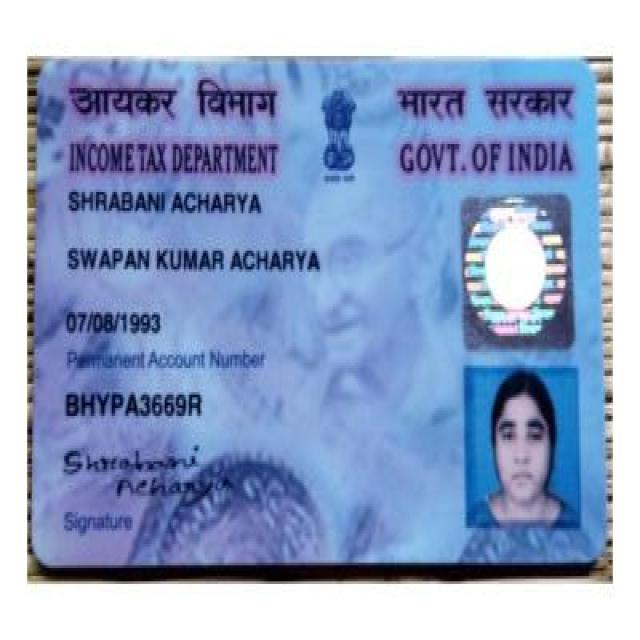 आयकर विभाग
भारत सरकार
INCOME TAX DEPARTMENT
GOVT. OF INDIA
SHRABANI ACHARYA
SWAPAN KUMAR ACHARYA
07/08/1993
Permanent Account Number
BHYPA3669R
Shrabani
Acharya
Signature